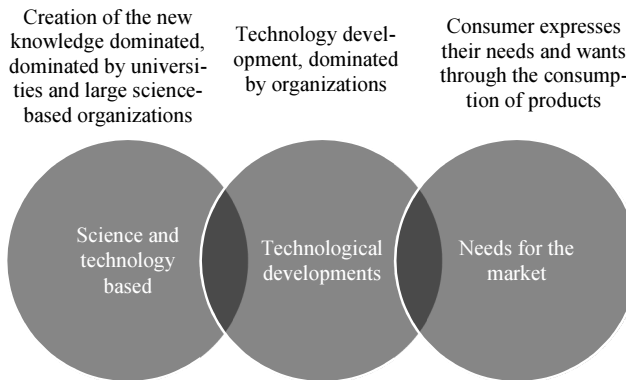 Creation of the new
knowledge dominated,
dominated by universi-
ties and large science-
based organizations
Technology devel-
opment, dominated
by organizations
Consumer expresses
their needs and wants
through the consump-
tion of products
Science and
technology
based
Technological
developments
Needs for the
market